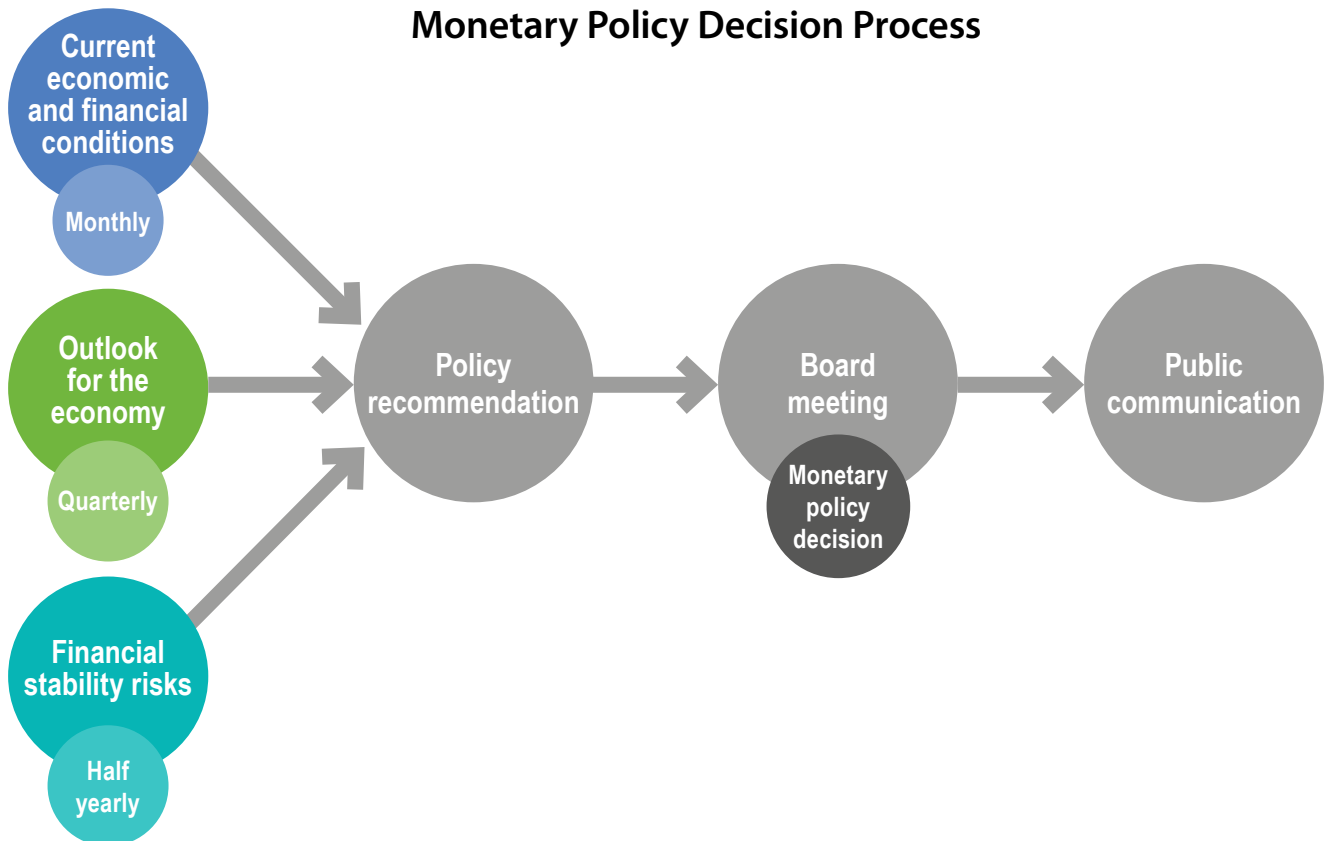 Monetary Policy Decision Process
Current
economic
and financial
conditions
Monthly
Outlook
for the
economy
Quarterly
Financial
stability risks
Half
yearly
Policy
recommendation
Board
meeting
Monetary
policy
decision
Public
communication